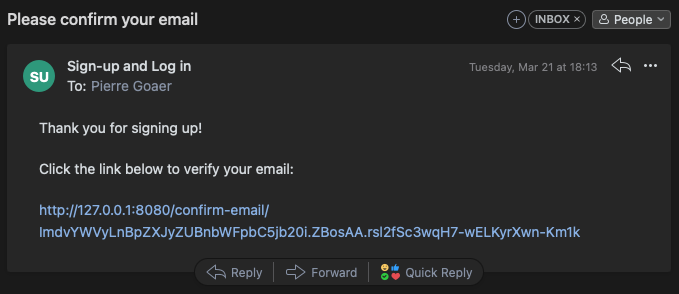 Please confirm your email
INBOX ×
People
SU
Sign-up and Log in
Tuesday, Mar 21 at 18:13
To: Pierre Goaer
Thank you for signing up!
Click the link below to verify your email:
http://127.0.0.1:8080/confirm-email/
ImdvYWVyLnBpZXJyZUBnbWFpbC5jb20i.ZBosAA.rsl2fSc3wqH7-wELKyrXwn-Km1k
Reply
Forward
Quick Reply